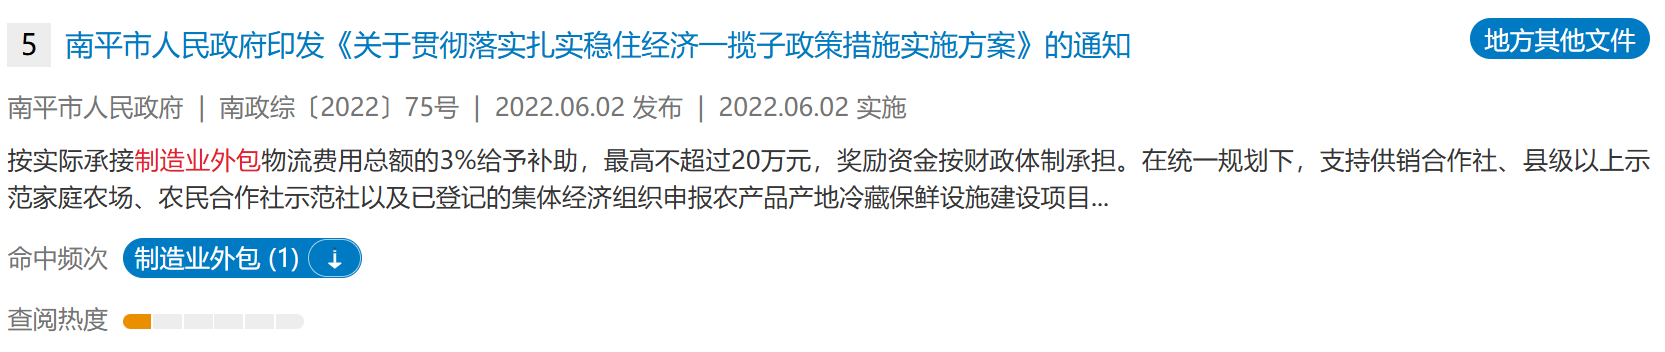 5 南平市人民政府印发《关于贯彻落实扎实稳住经济一揽子政策措施实施方案》的通知 地方其他文件
南平市人民政府 | 南政综〔2022〕75号 | 2022.06.02 发布 | 2022.06.02 实施
按实际承接制造业外包物流费用总额的3%给予补助，最高不超过20万元，奖励资金按财政体制承担。在统一规划下，支持供销合作社、县级以上示
范家庭农场、农民合作社示范社以及已登记的集体经济组织申报农产品产地冷藏保鲜设施建设项目...
命中频次 制造业外包 (1)
查阅热度